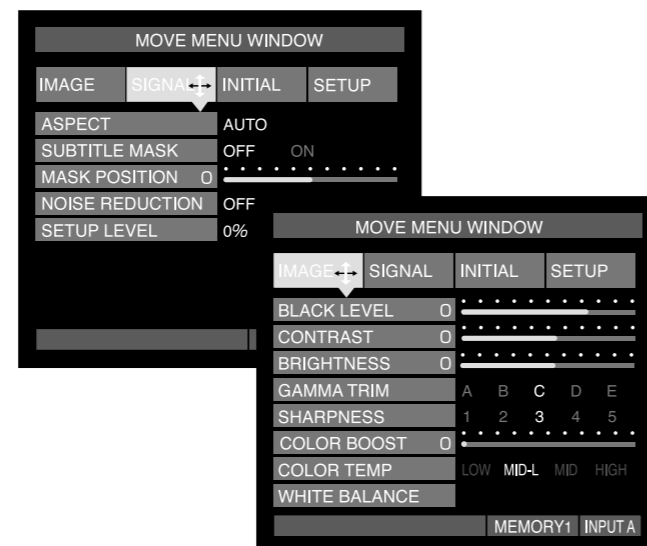 MOVE MENU WINDOW
IMAGE SIGNAL INITIAL SETUP
ASPECT AUTO
SUBTITLE MASK OFF ON
MASK POSITION 0
NOISE REDUCTION OFF
SETUP LEVEL 0%
MOVE MENU WINDOW
IMAGE SIGNAL INITIAL SETUP
BLACK LEVEL 0
CONTRAST 0
BRIGHTNESS 0
GAMMA TRIM A B C D E
SHARPNESS 1 2 3 4 5
COLOR BOOST 0
COLOR TEMP LOW MID-L MID HIGH
WHITE BALANCE
MEMORY1 INPUT A